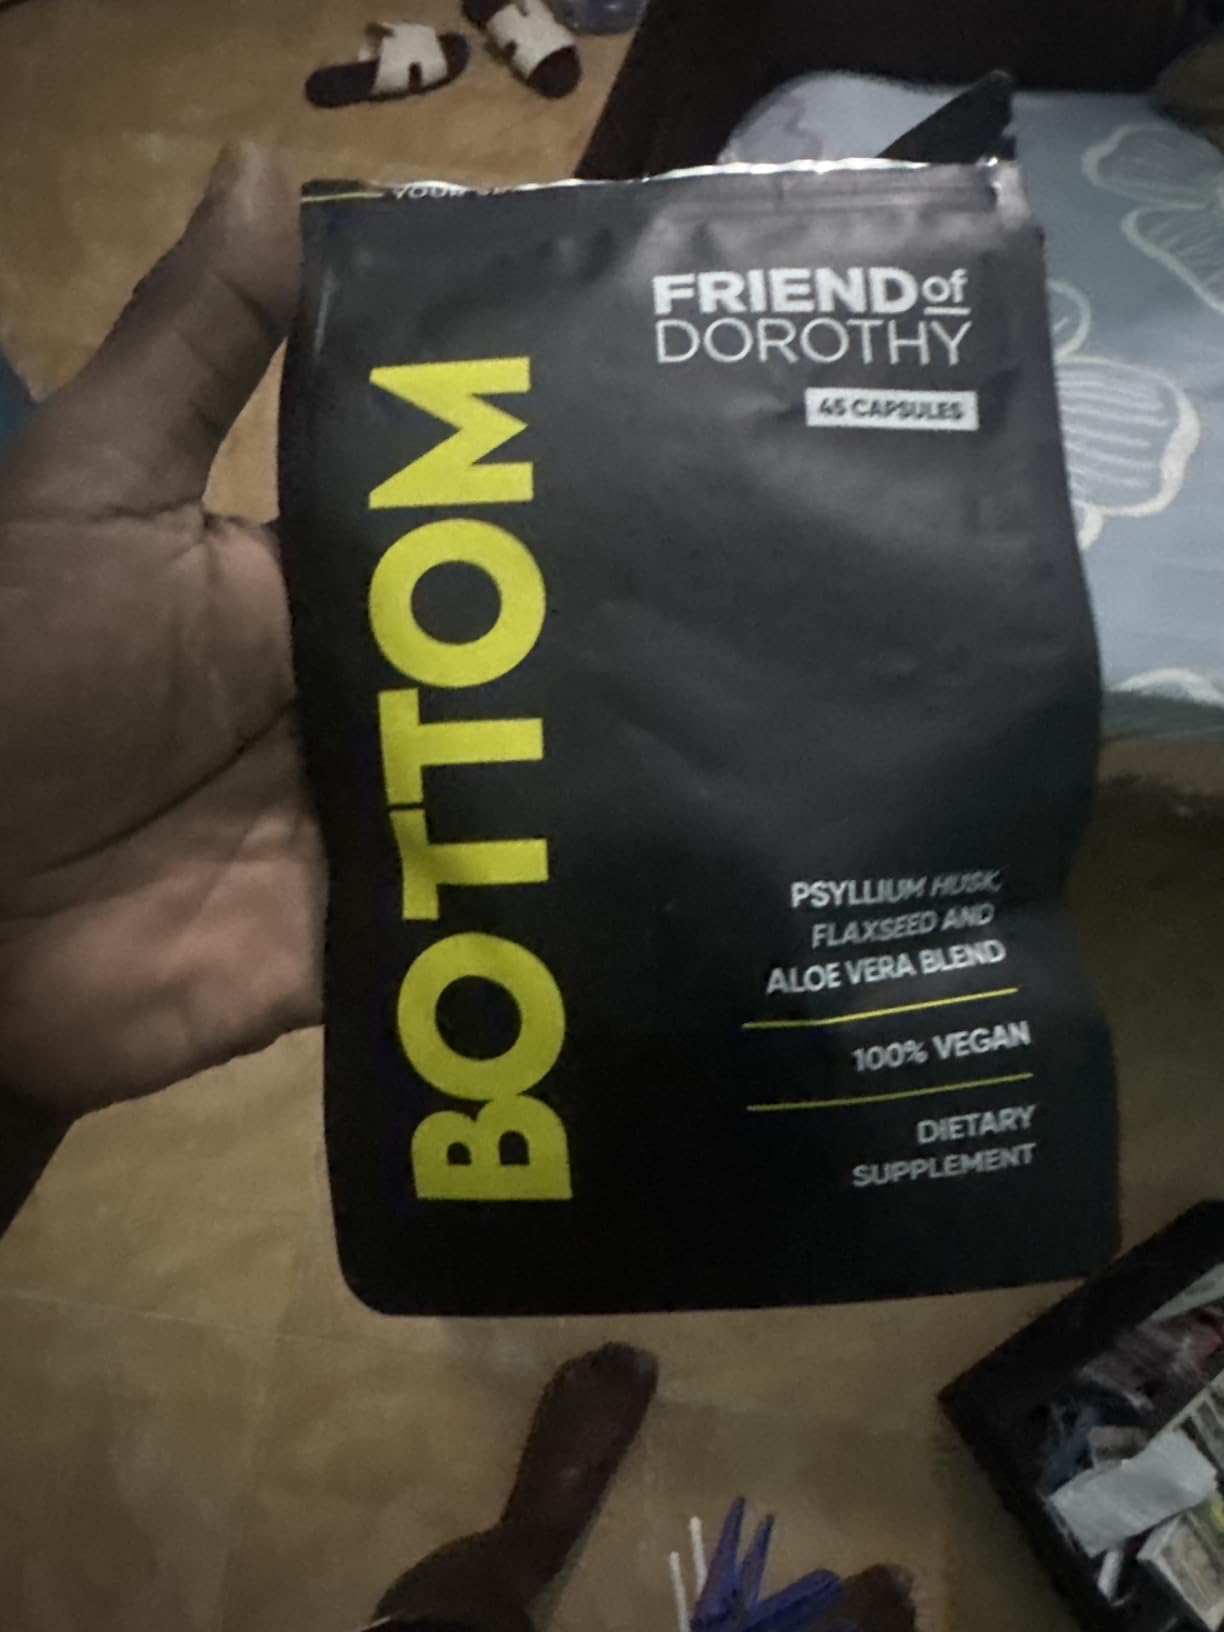 FRIEND of
DOROTHY
45 CAPSULES
BOTTOM
PSYLLIUM HUSK,
FLAXSEED AND
ALOE VERA BLEND
100% VEGAN
DIETARY
SUPPLEMENT